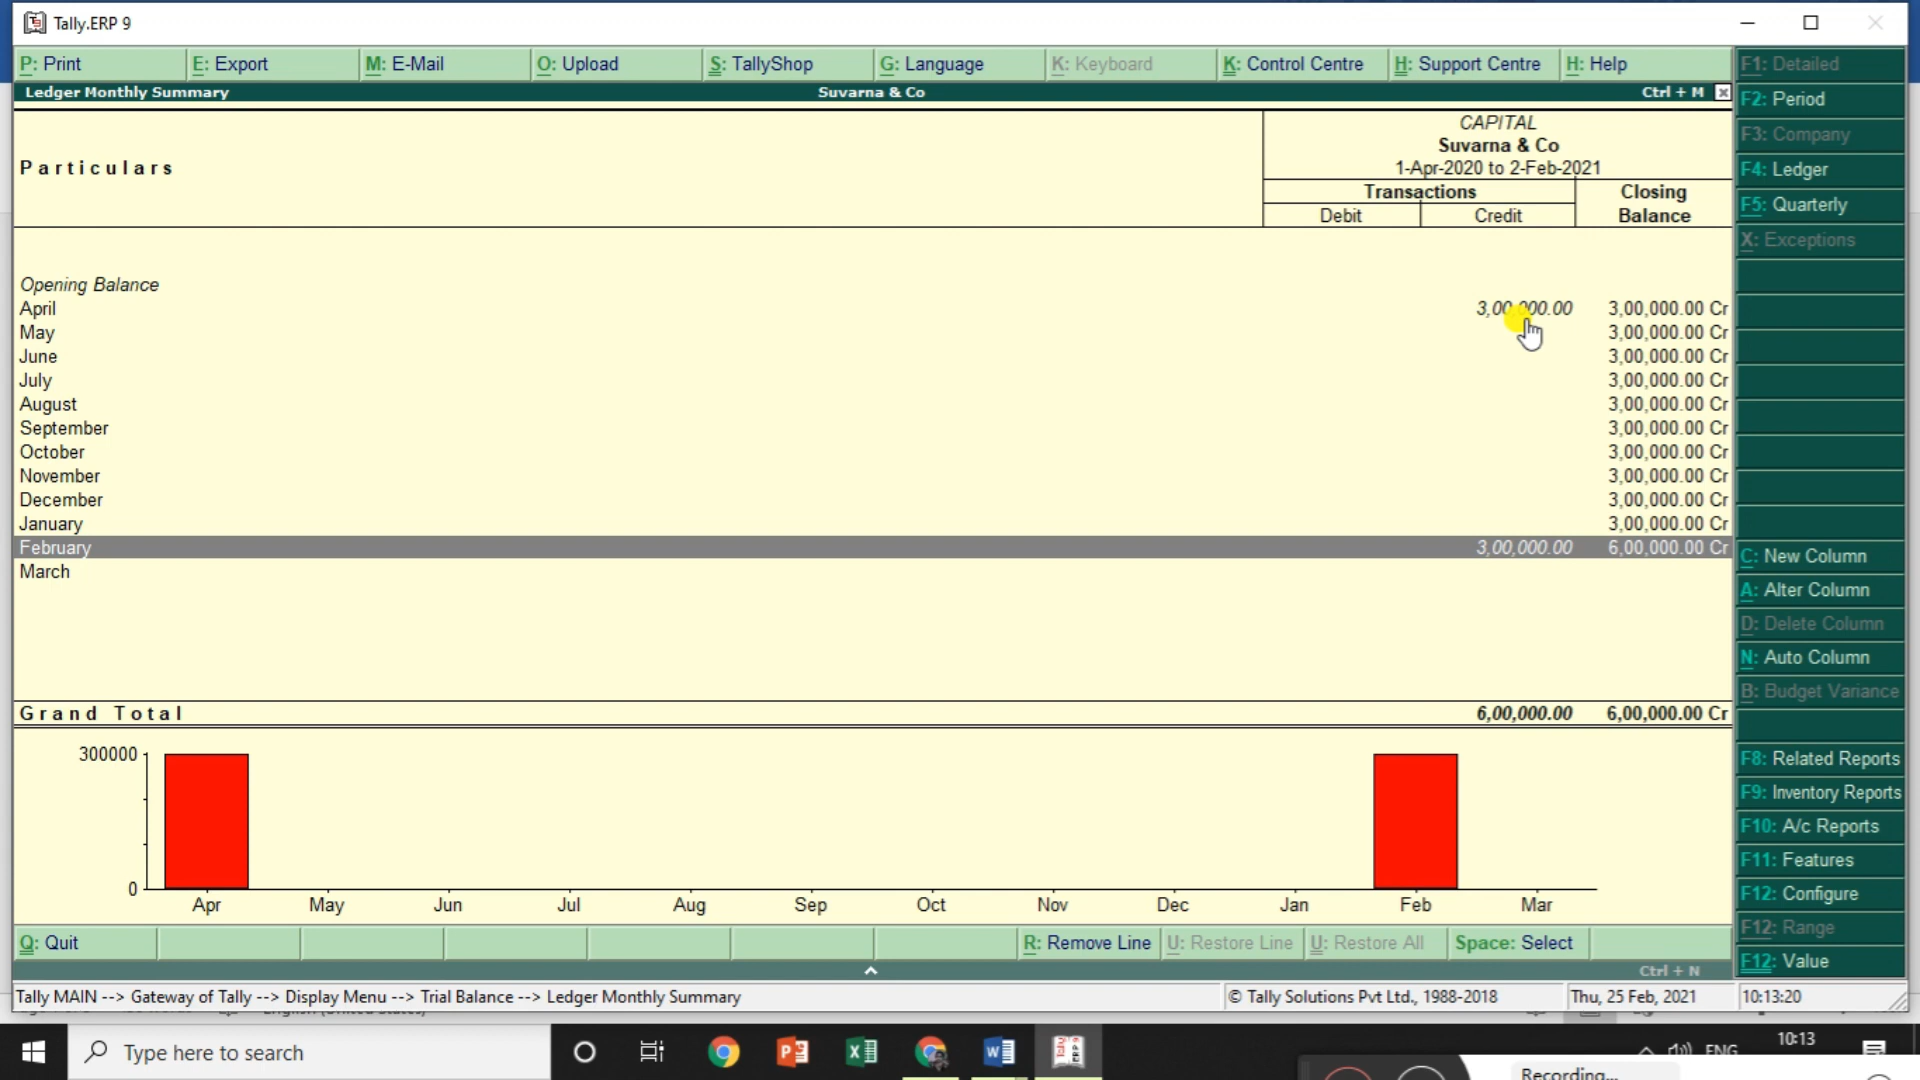 Tally.ERP 9
P: Print E: Export M: E-Mail O: Upload S: TallyShop G: Language K: Keyboard K: Control Centre H: Support Centre H: Help
Ledger Monthly Summary Suvarna & Co Ctrl + M
Particulars
CAPITAL
Suvarna & Co
1-Apr-2020 to 2-Feb-2021
Transactions Closing
Debit Credit Balance
Opening Balance
April 3,00,000.00 3,00,000.00 Cr
May 3,00,000.00 Cr
June 3,00,000.00 Cr
July 3,00,000.00 Cr
August 3,00,000.00 Cr
September 3,00,000.00 Cr
October 3,00,000.00 Cr
November 3,00,000.00 Cr
December 3,00,000.00 Cr
January 3,00,000.00 Cr
February 3,00,000.00 6,00,000.00 Cr
March
Grand Total 6,00,000.00 6,00,000.00 Cr
300000
0
Apr May Jun Jul Aug Sep Oct Nov Dec Jan Feb Mar
Q: Quit R: Remove Line U: Restore Line U: Restore All Space: Select
Ctrl + N
Tally MAIN --> Gateway of Tally --> Display Menu --> Trial Balance --> Ledger Monthly Summary © Tally Solutions Pvt Ltd., 1988-2018 Thu, 25 Feb, 2021 10:13:20
F1: Detailed
F2: Period
F3: Company
F4: Ledger
F5: Quarterly
X: Exceptions
C: New Column
A: Alter Column
D: Delete Column
N: Auto Column
B: Budget Variance
F8: Related Reports
F9: Inventory Reports
F10: A/c Reports
F11: Features
F12: Configure
F12: Range
F12: Value
Type here to search
ENG
10:13
Recording...